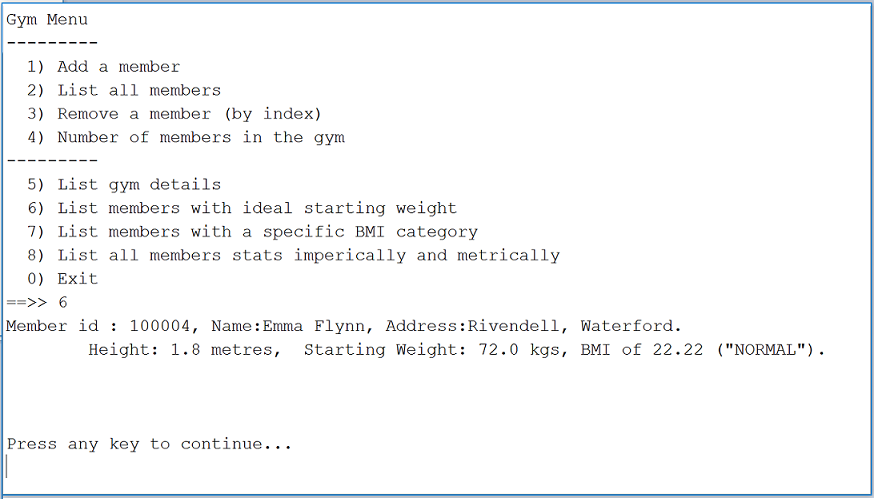 Gym Menu
---------
  1) Add a member
  2) List all members
  3) Remove a member (by index)
  4) Number of members in the gym
---------
  5) List gym details
  6) List members with ideal starting weight
  7) List members with a specific BMI category
  8) List all members stats imperically and metrically
  0) Exit
==>> 6
Member id : 100004, Name:Emma Flynn, Address:Rivendell, Waterford.
        Height: 1.8 metres,  Starting Weight: 72.0 kgs, BMI of 22.22 ("NORMAL").
Press any key to continue...